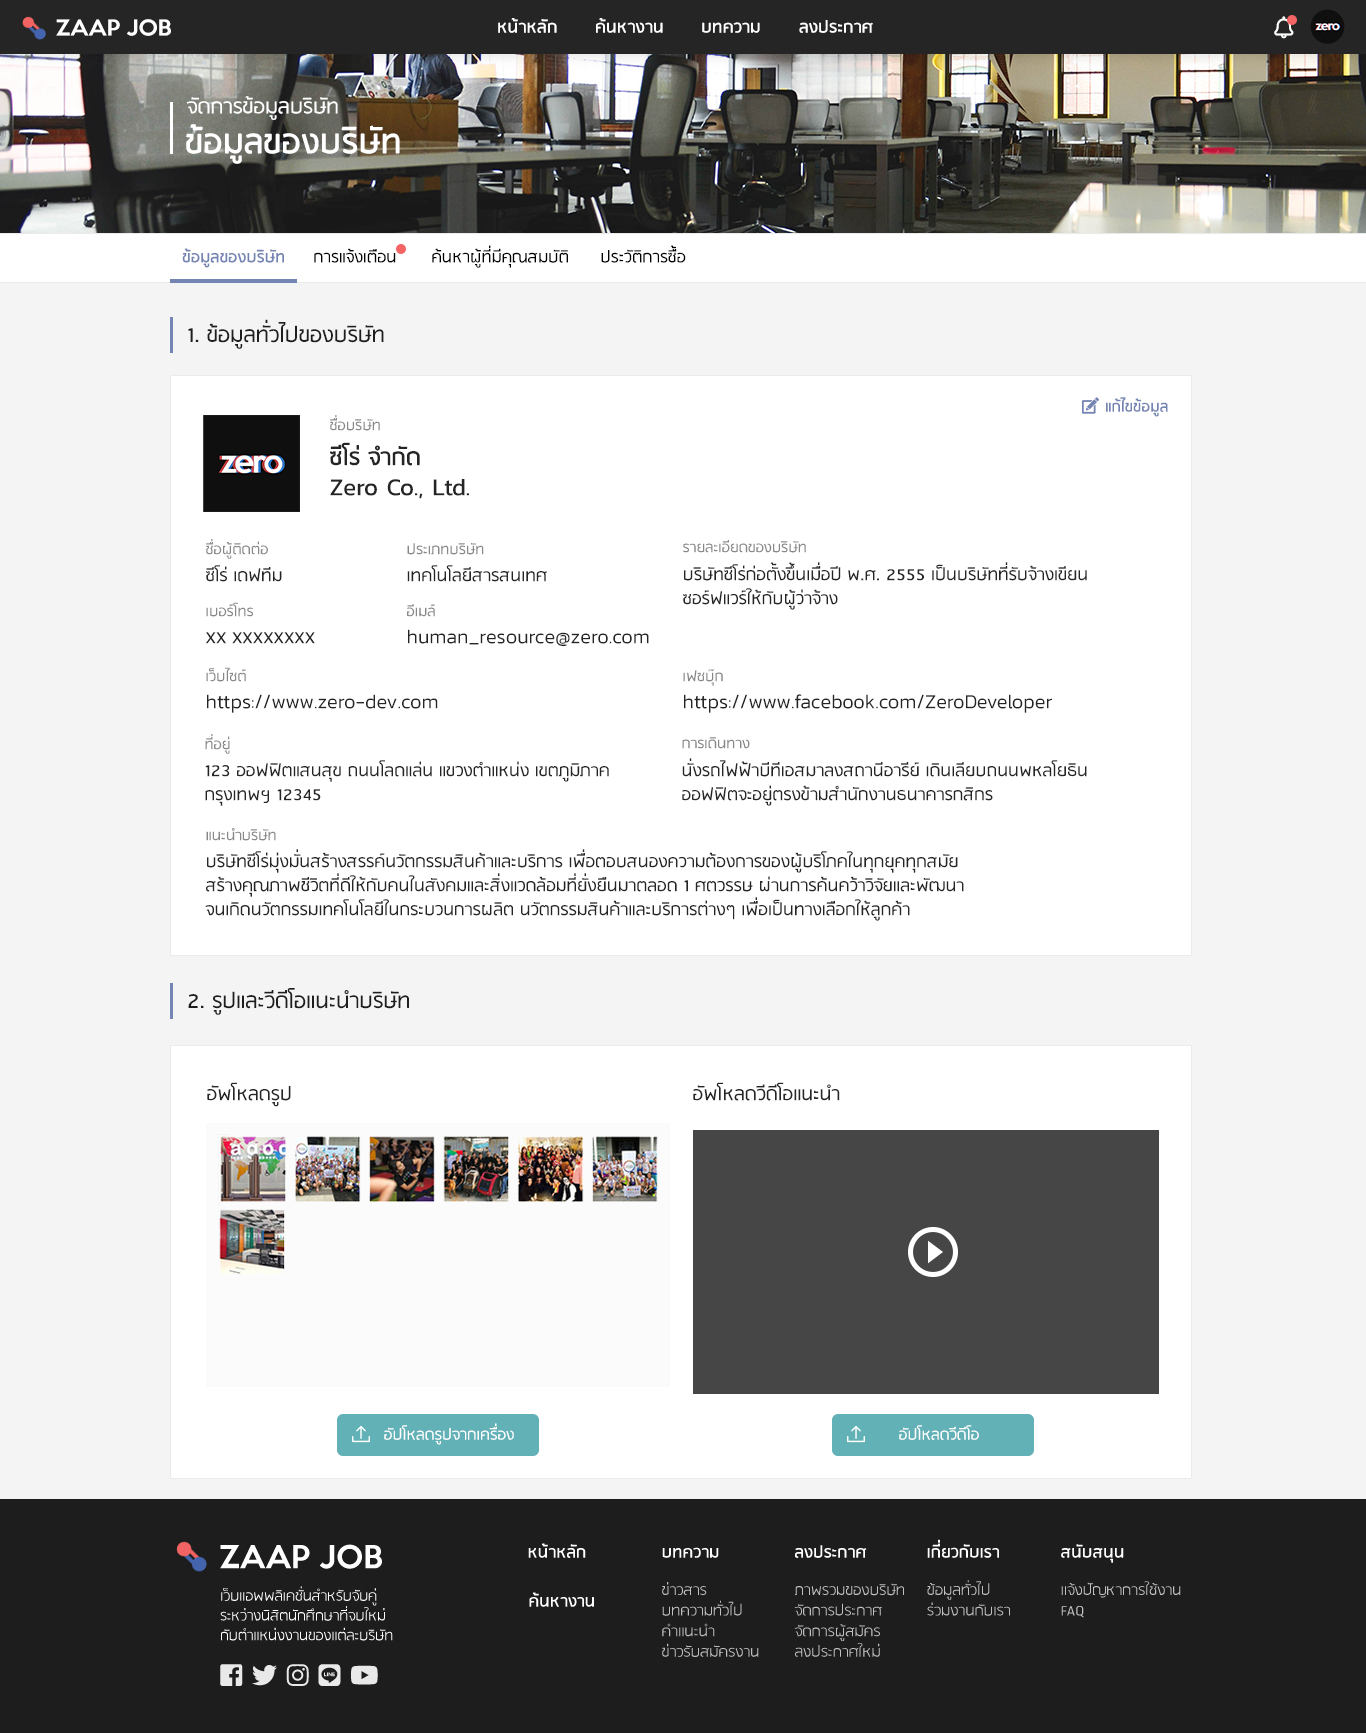 ZAAP JOB
หน้าหลัก ค้นหางาน บทความ ลงประกาศ
zero
จัดการข้อมูลบริษัท
ข้อมูลของบริษัท
ข้อมูลของบริษัท การแจ้งเตือน ค้นหาผู้ที่มีคุณสมบัติ ประวัติการซื้อ
1. ข้อมูลทั่วไปของบริษัท
แก้ไขข้อมูล
zero
ชื่อบริษัท
ซีโร่ จำกัด
Zero Co., Ltd.
ชื่อผู้ติดต่อ
ซีโร่ เดฟทีม
ประเภทบริษัท
เทคโนโลยีสารสนเทศ
รายละเอียดของบริษัท
บริษัทซีโร่ก่อตั้งขึ้นเมื่อปี พ.ศ. 2555 เป็นบริษัทที่รับจ้างเขียน
ซอร์ฟแวร์ให้กับผู้ว่าจ้าง
เบอร์โทร
XX XXXXXXXX
อีเมล์
human_resource@zero.com
เว็บไซต์
https://www.zero-dev.com
เฟซบุ๊ก
https://www.facebook.com/ZeroDeveloper
ที่อยู่
123 ออฟฟิตแสนสุข ถนนโลดแล่น แขวงตำแหน่ง เขตภูมิภาค
กรุงเทพฯ 12345
การเดินทาง
นั่งรถไฟฟ้าบีทีเอสมาลงสถานีอารีย์ เดินเลียบถนนพหลโยธิน
ออฟฟิตจะอยู่ตรงข้ามสำนักงานธนาคารกสิกร
แนะนำบริษัท
บริษัทซีโร่มุ่งมั่นสร้างสรรค์นวัตกรรมสินค้าและบริการ เพื่อตอบสนองความต้องการของผู้บริโภคในทุกยุคทุกสมัย
สร้างคุณภาพชีวิตที่ดีให้กับคนในสังคมและสิ่งแวดล้อมที่ยั่งยืนมาตลอด 1 ศตวรรษ ผ่านการค้นคว้าวิจัยและพัฒนา
จนเกิดนวัตกรรมเทคโนโลยีในกระบวนการผลิต นวัตกรรมสินค้าและบริการต่างๆ เพื่อเป็นทางเลือกให้ลูกค้า
2. รูปและวีดีโอแนะนำบริษัท
อัพโหลดรูป
อัพโหลดวีดีโอแนะนำ
อัปโหลดรูปจากเครื่อง
อัปโหลดวีดีโอ
ZAAP JOB
เว็บแอพพลิเคชั่นสำหรับจับคู่
ระหว่างนิสิตนักศึกษาที่จบใหม่
กับตำแหน่งงานของแต่ละบริษัท
LINE
หน้าหลัก
ค้นหางาน
บทความ
ข่าวสาร
บทความทั่วไป
คำแนะนำ
ข่าวรับสมัครงาน
ลงประกาศ
ภาพรวมของบริษัท
จัดการประกาศ
จัดการผู้สมัคร
ลงประกาศใหม่
เกี่ยวกับเรา
ข้อมูลทั่วไป
ร่วมงานกับเรา
สนับสนุน
แจ้งปัญหาการใช้งาน
FAQ